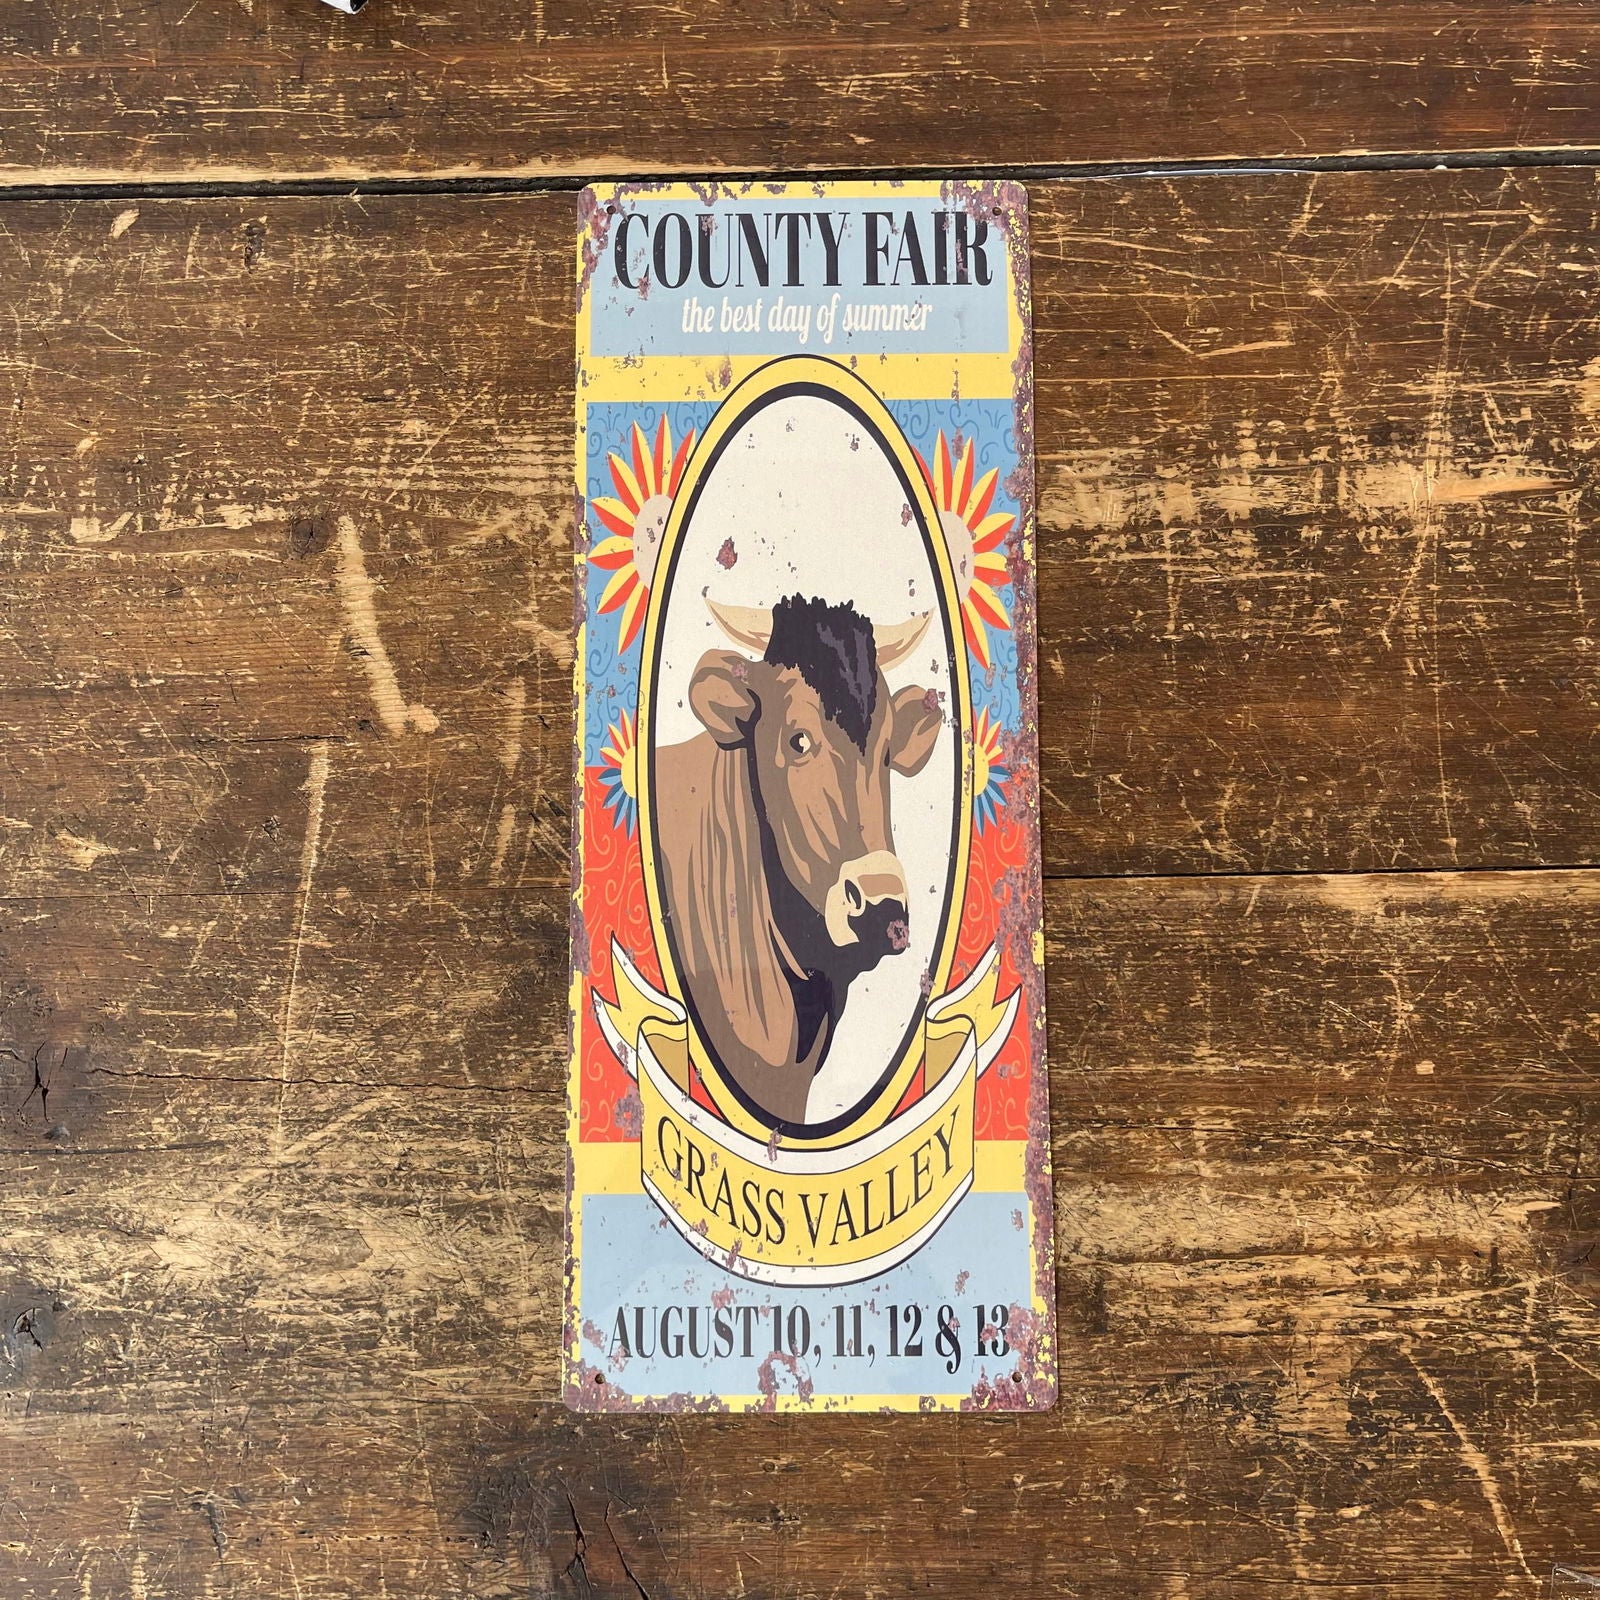 COUNTY FAIR
the best day of summer
GRASS VALLEY
AUGUST 10, 11, 12 & 13